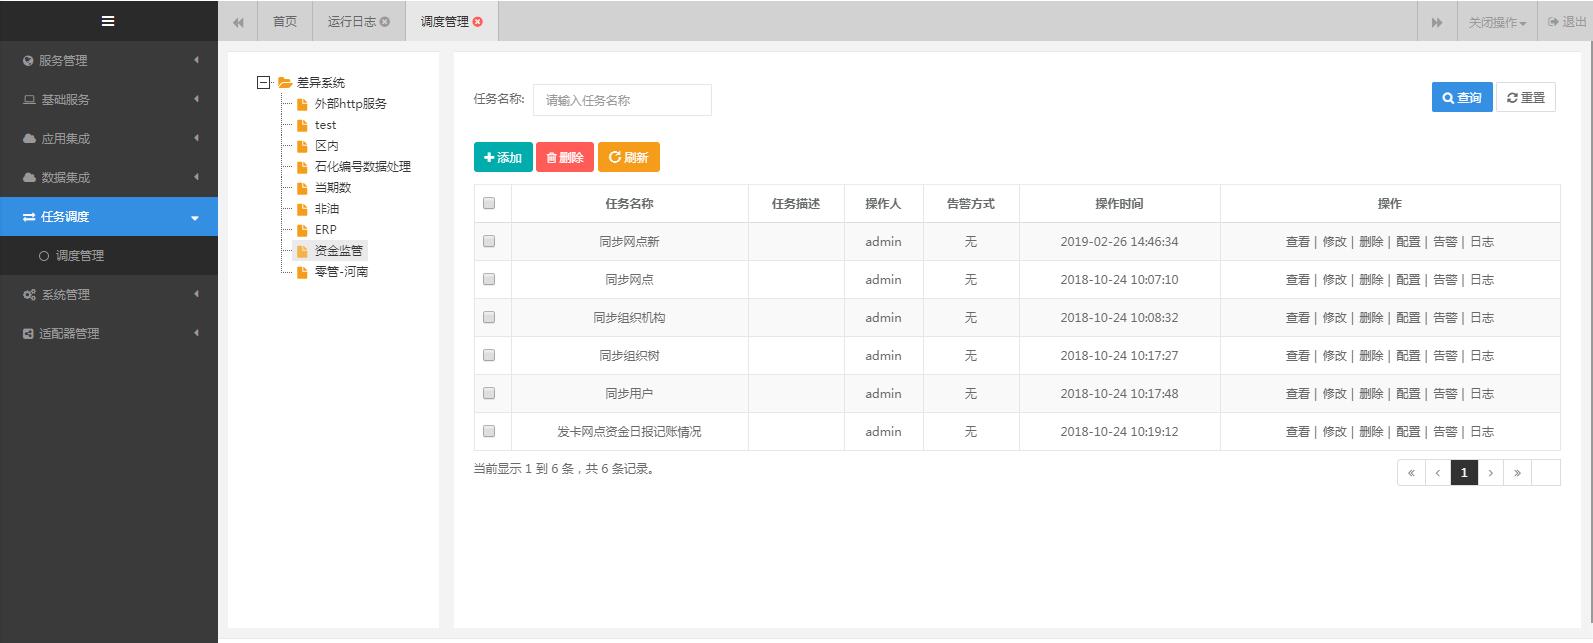 首页 运行日志 调度管理 关闭操作 退出
服务管理
基础服务
应用集成
数据集成
任务调度
调度管理
系统管理
适配器管理
差异系统
外部http服务
test
区内
石化编号数据处理
当期数
非油
ERP
资金监管
零管-河南
任务名称: 请输入任务名称 查询 重置
添加 删除 刷新
任务名称 任务描述 操作人 告警方式 操作时间 操作
同步网点新 admin 无 2019-02-26 14:46:34 查看 | 修改 | 删除 | 配置 | 告警 | 日志
同步网点 admin 无 2018-10-24 10:07:10 查看 | 修改 | 删除 | 配置 | 告警 | 日志
同步组织机构 admin 无 2018-10-24 10:08:32 查看 | 修改 | 删除 | 配置 | 告警 | 日志
同步组织树 admin 无 2018-10-24 10:17:27 查看 | 修改 | 删除 | 配置 | 告警 | 日志
同步用户 admin 无 2018-10-24 10:17:48 查看 | 修改 | 删除 | 配置 | 告警 | 日志
发卡网点资金日报记账情况 admin 无 2018-10-24 10:19:12 查看 | 修改 | 删除 | 配置 | 告警 | 日志
当前显示 1 到 6 条，共 6 条记录。 « ‹ 1 › »